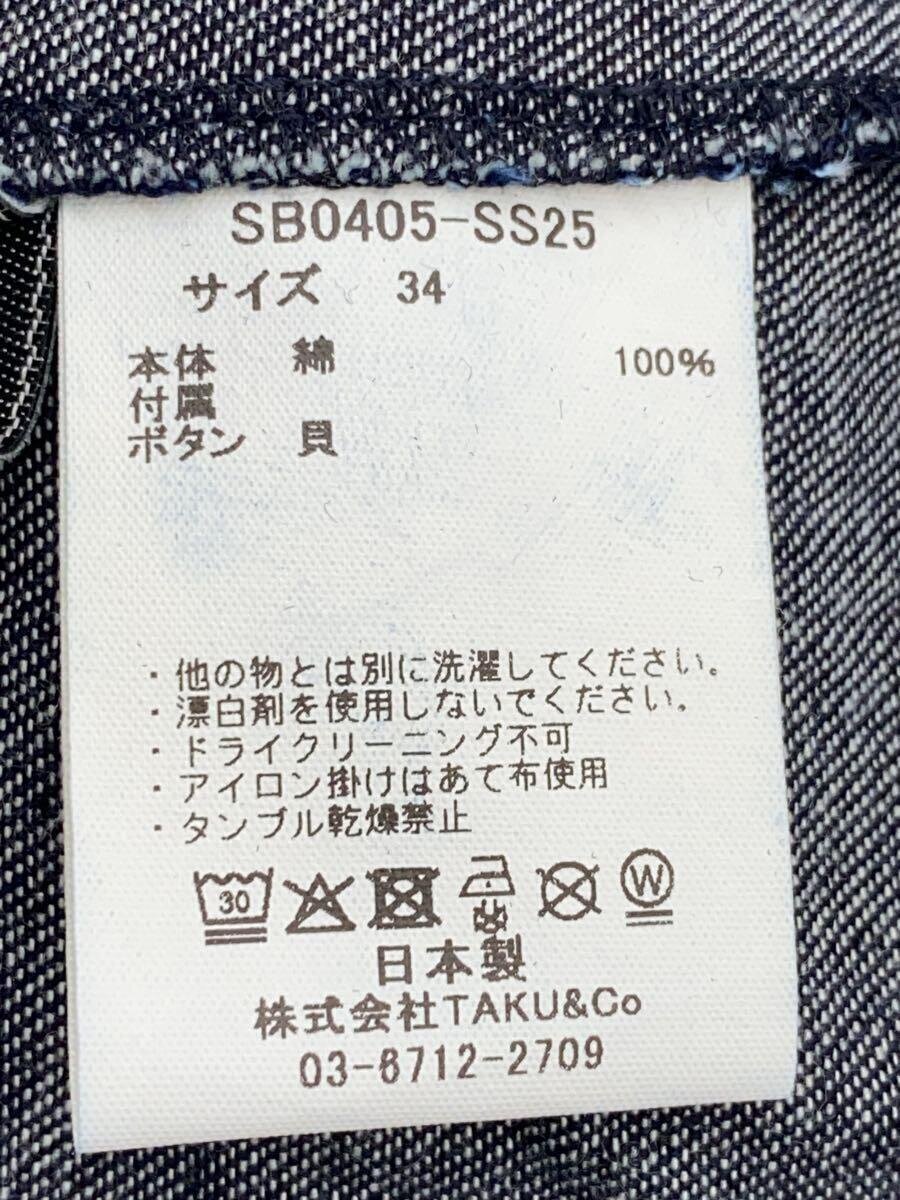 SB0405-SS25
サイズ 34
本体 綿 100%
付属
ボタン 貝
・他の物とは別に洗濯してください。
・漂白剤を使用しないでください。
・ドライクリーニング不可
・アイロン掛けはあて布使用
・タンブル乾燥禁止
30 W
日本製
株式会社TAKU&Co
03-6712-2709